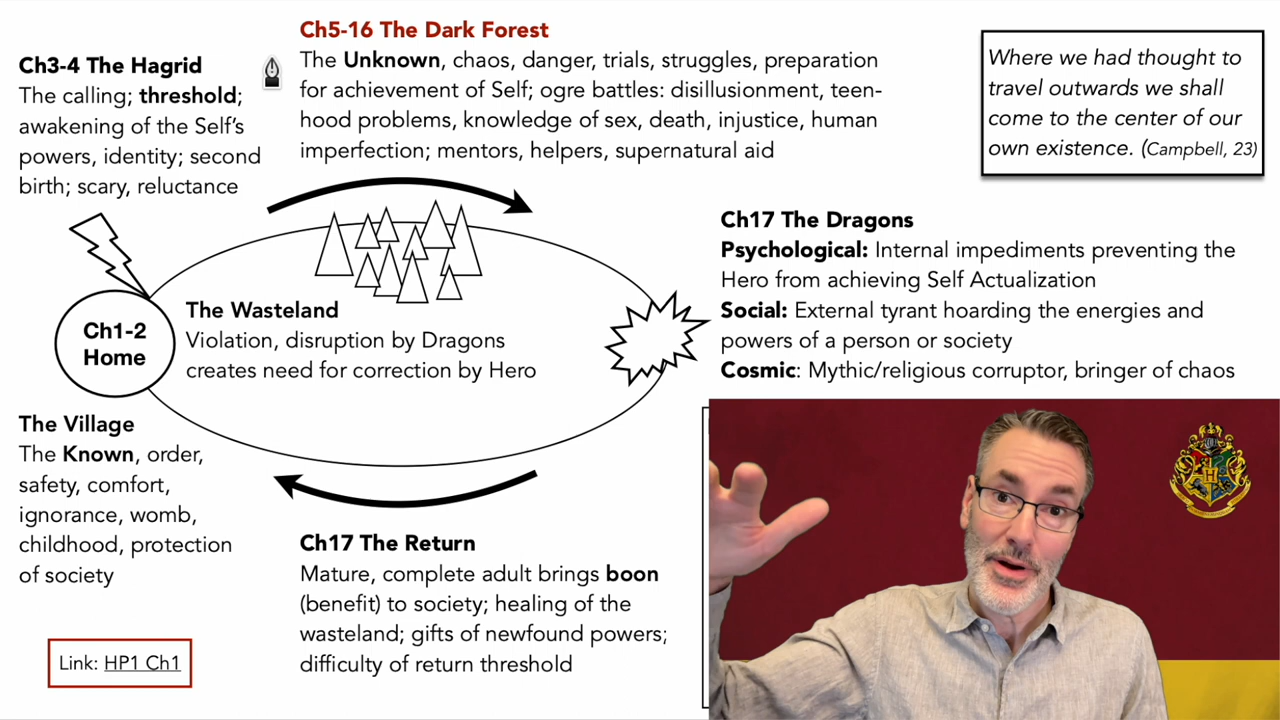 Ch5-16 The Dark Forest
The Unknown, chaos, danger, trials, struggles, preparation
for achievement of Self; ogre battles: disillusionment, teen-
hood problems, knowledge of sex, death, injustice, human
imperfection; mentors, helpers, supernatural aid
Ch3-4 The Hagrid
The calling; threshold;
awakening of the Self's
powers, identity; second
birth; scary, reluctance
Where we had thought to
travel outwards we shall
come to the center of our
own existence. (Campbell, 23)
Ch17 The Dragons
Psychological: Internal impediments preventing the
Hero from achieving Self Actualization
Social: External tyrant hoarding the energies and
powers of a person or society
Cosmic: Mythic/religious corruptor, bringer of chaos
Ch1-2
Home
The Wasteland
Violation, disruption by Dragons
creates need for correction by Hero
The Village
The Known, order,
safety, comfort,
ignorance, womb,
childhood, protection
of society
Ch17 The Return
Mature, complete adult brings boon
(benefit) to society; healing of the
wasteland; gifts of newfound powers;
difficulty of return threshold
Link: HP1 Ch1
H